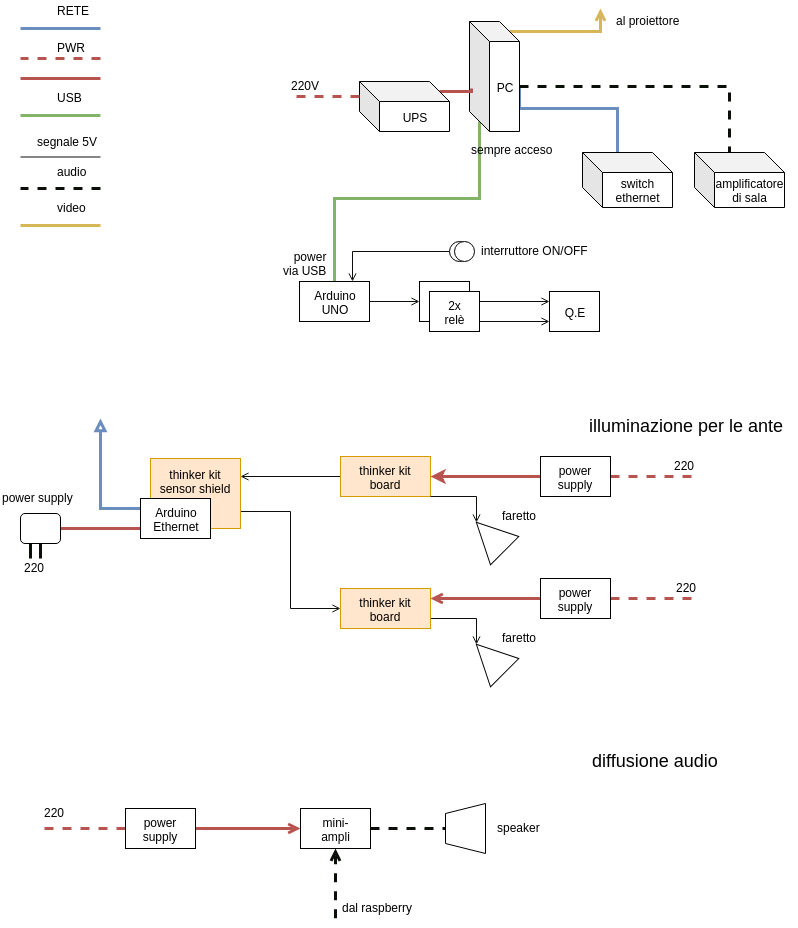 RETE
PWR
USB
segnale 5V
audio
video
al proiettore
220V
PC
UPS
sempre acceso
switch
ethernet
amplificatore
di sala
interruttore ON/OFF
power
via USB
Arduino
UNO
2x
relè
Q.E
illuminazione per le ante
thinker kit
sensor shield
thinker kit
board
power
supply
220
power supply
Arduino
Ethernet
faretto
220
thinker kit
board
power
supply
220
faretto
diffusione audio
220
power
supply
mini-
ampli
speaker
dal raspberry